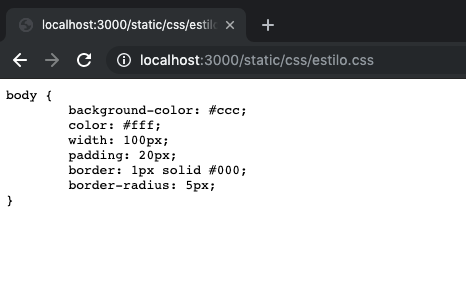 localhost:3000/static/css/estilo
localhost:3000/static/css/estilo.css
body {
background-color: #ccc;
color: #fff;
width: 100px;
padding: 20px;
border: 1px solid #000;
border-radius: 5px;
}